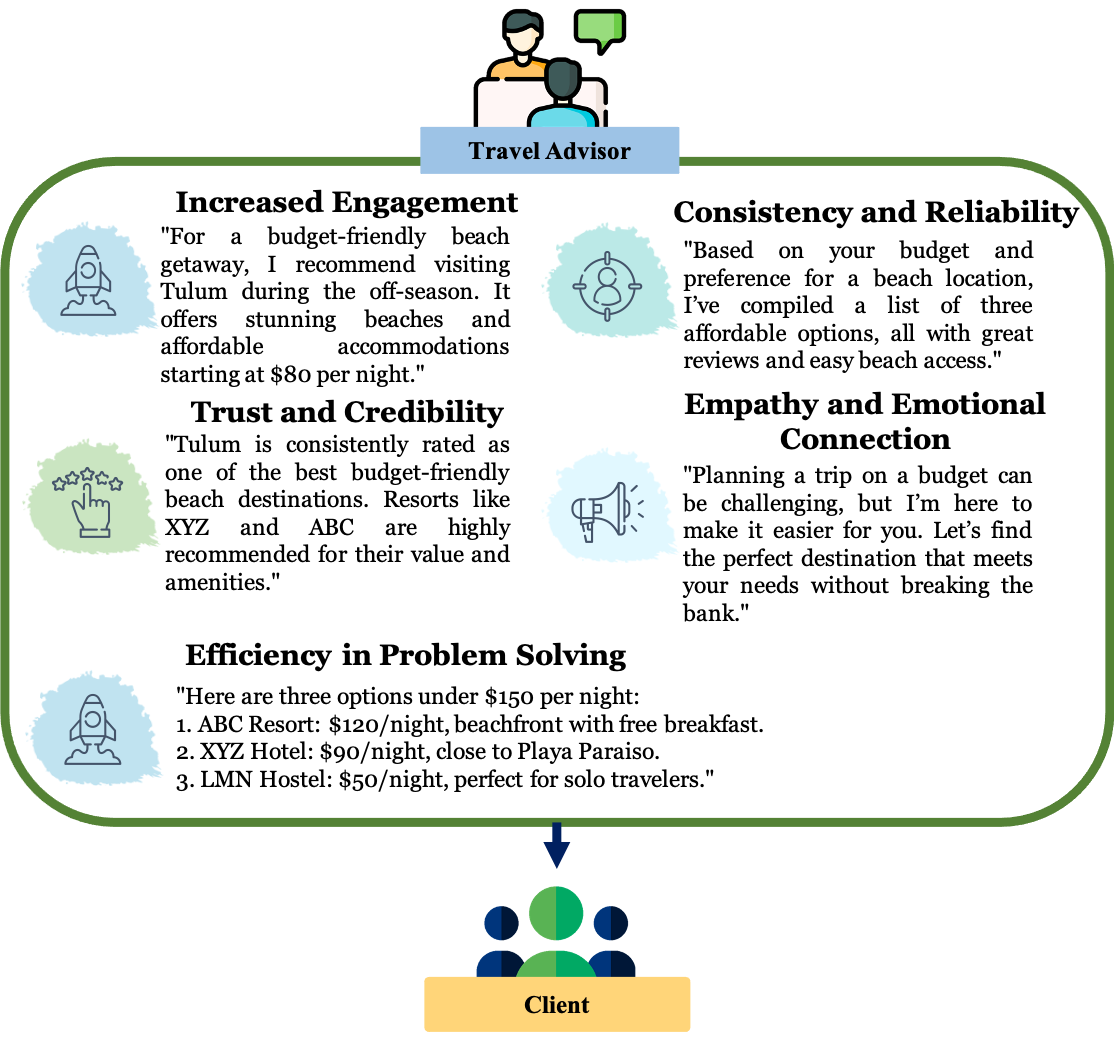 Travel Advisor
Increased Engagement
"For a budget-friendly beach
getaway, I recommend visiting
Tulum during the off-season. It
offers stunning beaches and
affordable accommodations
starting at $80 per night."
Consistency and Reliability
"Based on your budget and
preference for a beach location,
I’ve compiled a list of three
affordable options, all with great
reviews and easy beach access."
Trust and Credibility
"Tulum is consistently rated as
one of the best budget-friendly
beach destinations. Resorts like
XYZ and ABC are highly
recommended for their value and
amenities."
Empathy and Emotional
Connection
"Planning a trip on a budget can
be challenging, but I’m here to
make it easier for you. Let’s find
the perfect destination that meets
your needs without breaking the
bank."
Efficiency in Problem Solving
"Here are three options under $150 per night:
1. ABC Resort: $120/night, beachfront with free breakfast.
2. XYZ Hotel: $90/night, close to Playa Paraiso.
3. LMN Hostel: $50/night, perfect for solo travelers."
Client